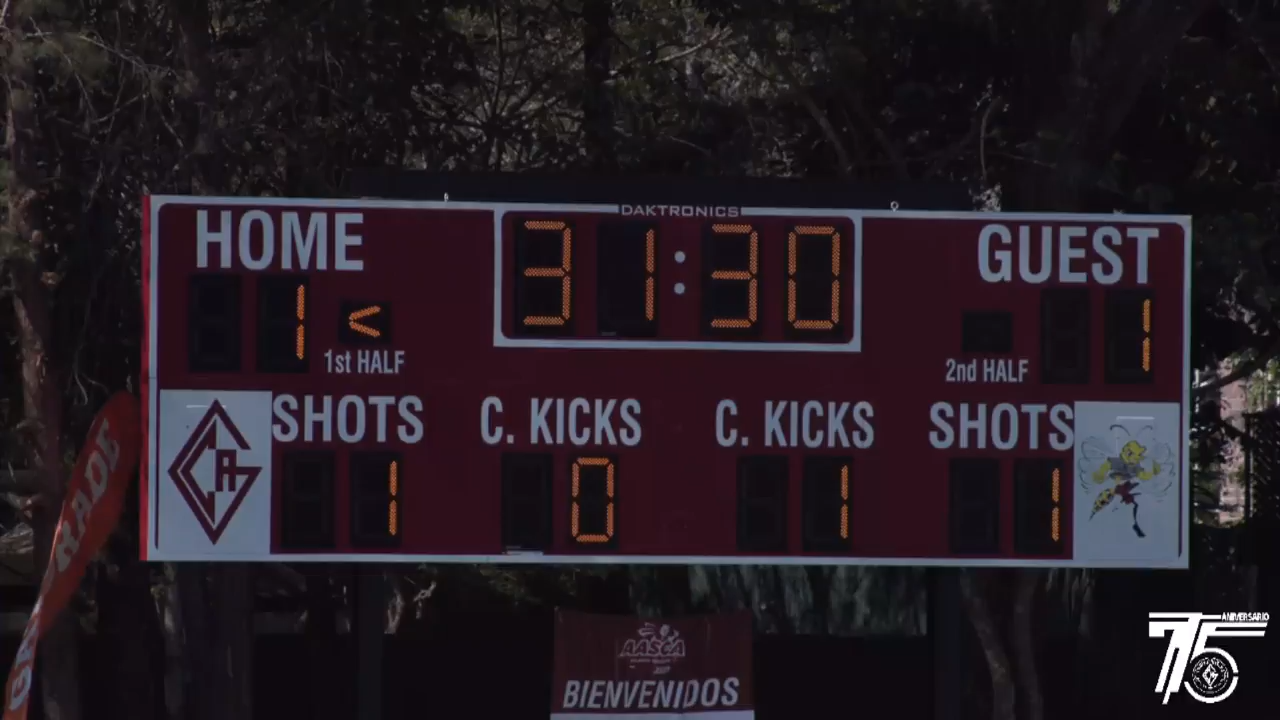 DAKTRONICS
HOME 31:30 GUEST
1 < 1
1st HALF 2nd HALF
SHOTS C. KICKS C. KICKS SHOTS
1 0 1 1
AASCA
BIENVENIDOS
75 ANIVERSARIO